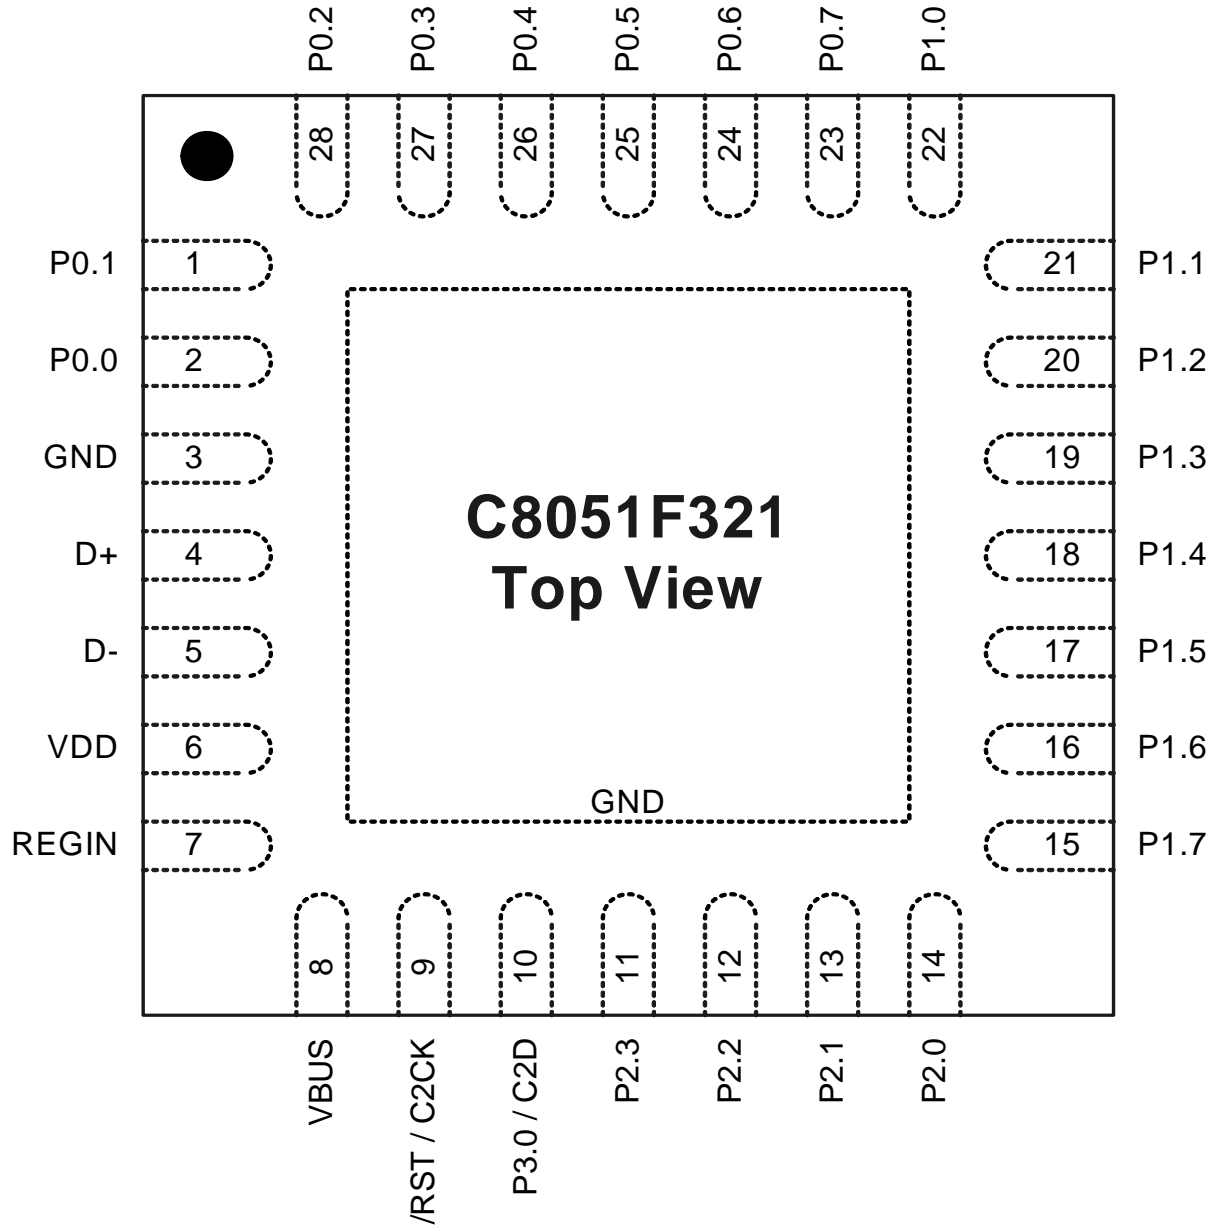 P0.2
P0.3
P0.4
P0.5
P0.6
P0.7
P1.0
28
27
26
25
24
23
22
P0.1 1
21 P1.1
P0.0 2
20 P1.2
GND 3
19 P1.3
D+ 4
18 P1.4
D- 5
17 P1.5
VDD 6
16 P1.6
REGIN 7
15 P1.7
C8051F321
Top View
GND
8
9
10
11
12
13
14
VBUS
/RST / C2CK
P3.0 / C2D
P2.3
P2.2
P2.1
P2.0